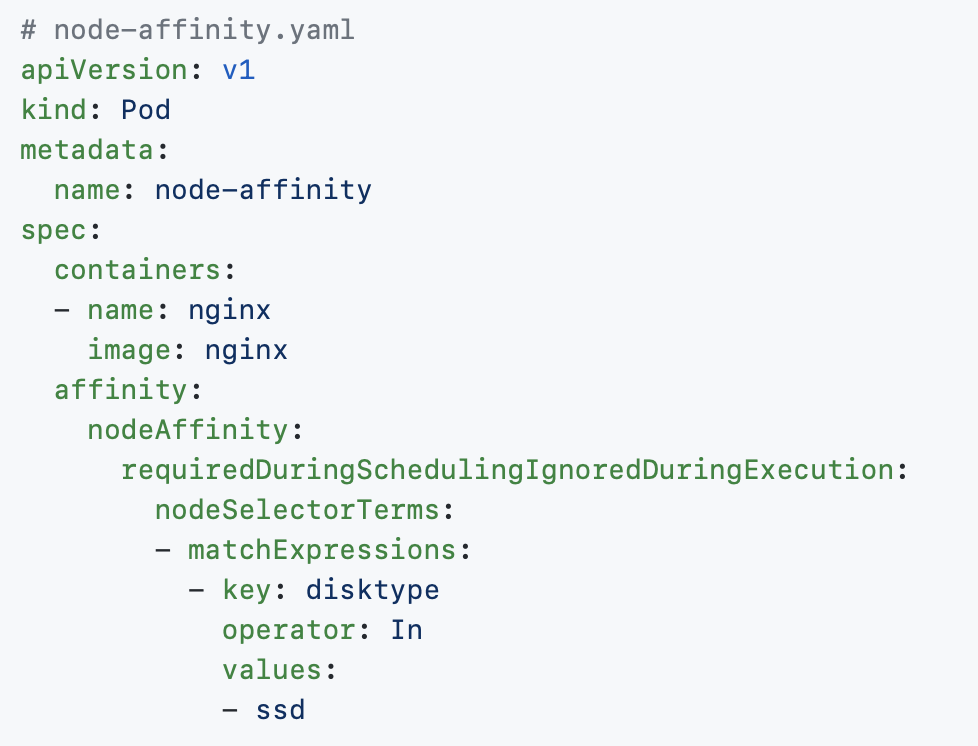 # node-affinity.yaml
apiVersion: v1
kind: Pod
metadata:
  name: node-affinity
spec:
  containers:
  - name: nginx
    image: nginx
  affinity:
    nodeAffinity:
      requiredDuringSchedulingIgnoredDuringExecution:
        nodeSelectorTerms:
        - matchExpressions:
          - key: disktype
            operator: In
            values:
            - ssd